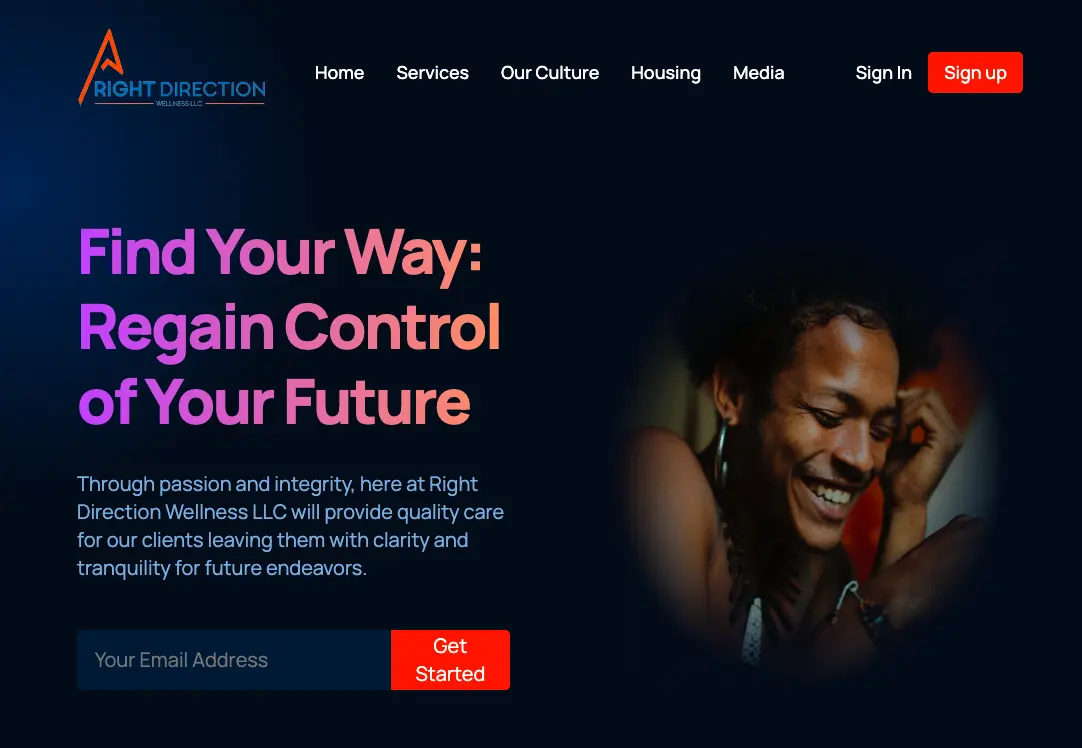 RIGHT DIRECTION
WELLNESS LLC
Home Services Our Culture Housing Media Sign In Sign up
Find Your Way:
Regain Control
of Your Future
Through passion and integrity, here at Right
Direction Wellness LLC will provide quality care
for our clients leaving them with clarity and
tranquility for future endeavors.
Your Email Address
Get
Started